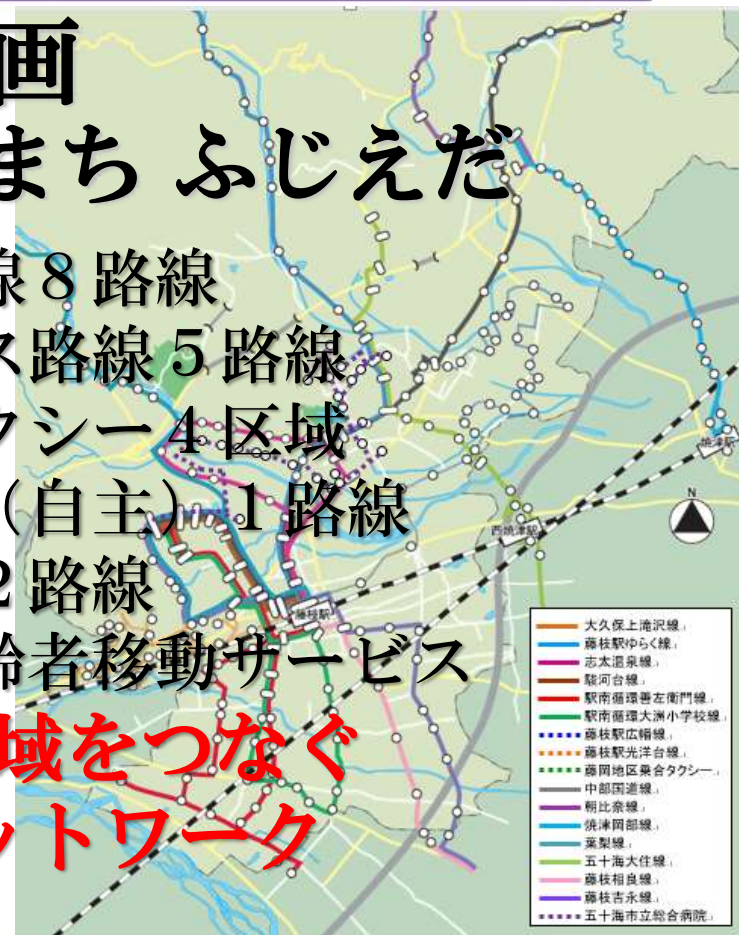 画
まち ふじえだ
線８路線
ス路線５路線
クシー４区域
（自主）１路線
２路線
齢者移動サービス
域をつなぐ
ットワーク
焼津駅
N
西焼津駅
藤枝駅
大久保上滝沢線
藤枝駅ゆらく線
志太温泉線
駿河台線
駅南循環善左衛門線
駅南循環大洲小学校線
藤枝駅広幡線
藤枝駅光洋台線
藤岡地区乗合タクシー
中部国道線
朝比奈線
焼津岡部線
葉梨線
五十海大住線
藤枝相良線
藤枝吉永線
五十海市立総合病院